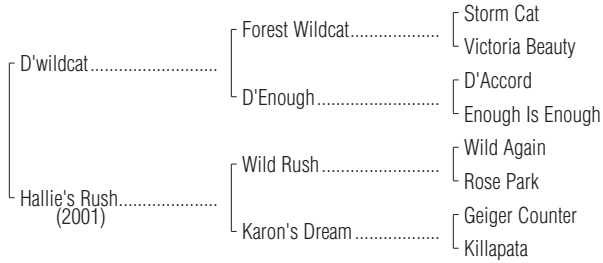 Storm Cat
Forest Wildcat....................
Victoria Beauty
D'wildcat.........................
D'Accord
D'Enough...........................
Enough Is Enough
Wild Again
Wild Rush..........................
Rose Park
Hallie's Rush....................
(2001)
Geiger Counter
Karon's Dream ..................
Killapata